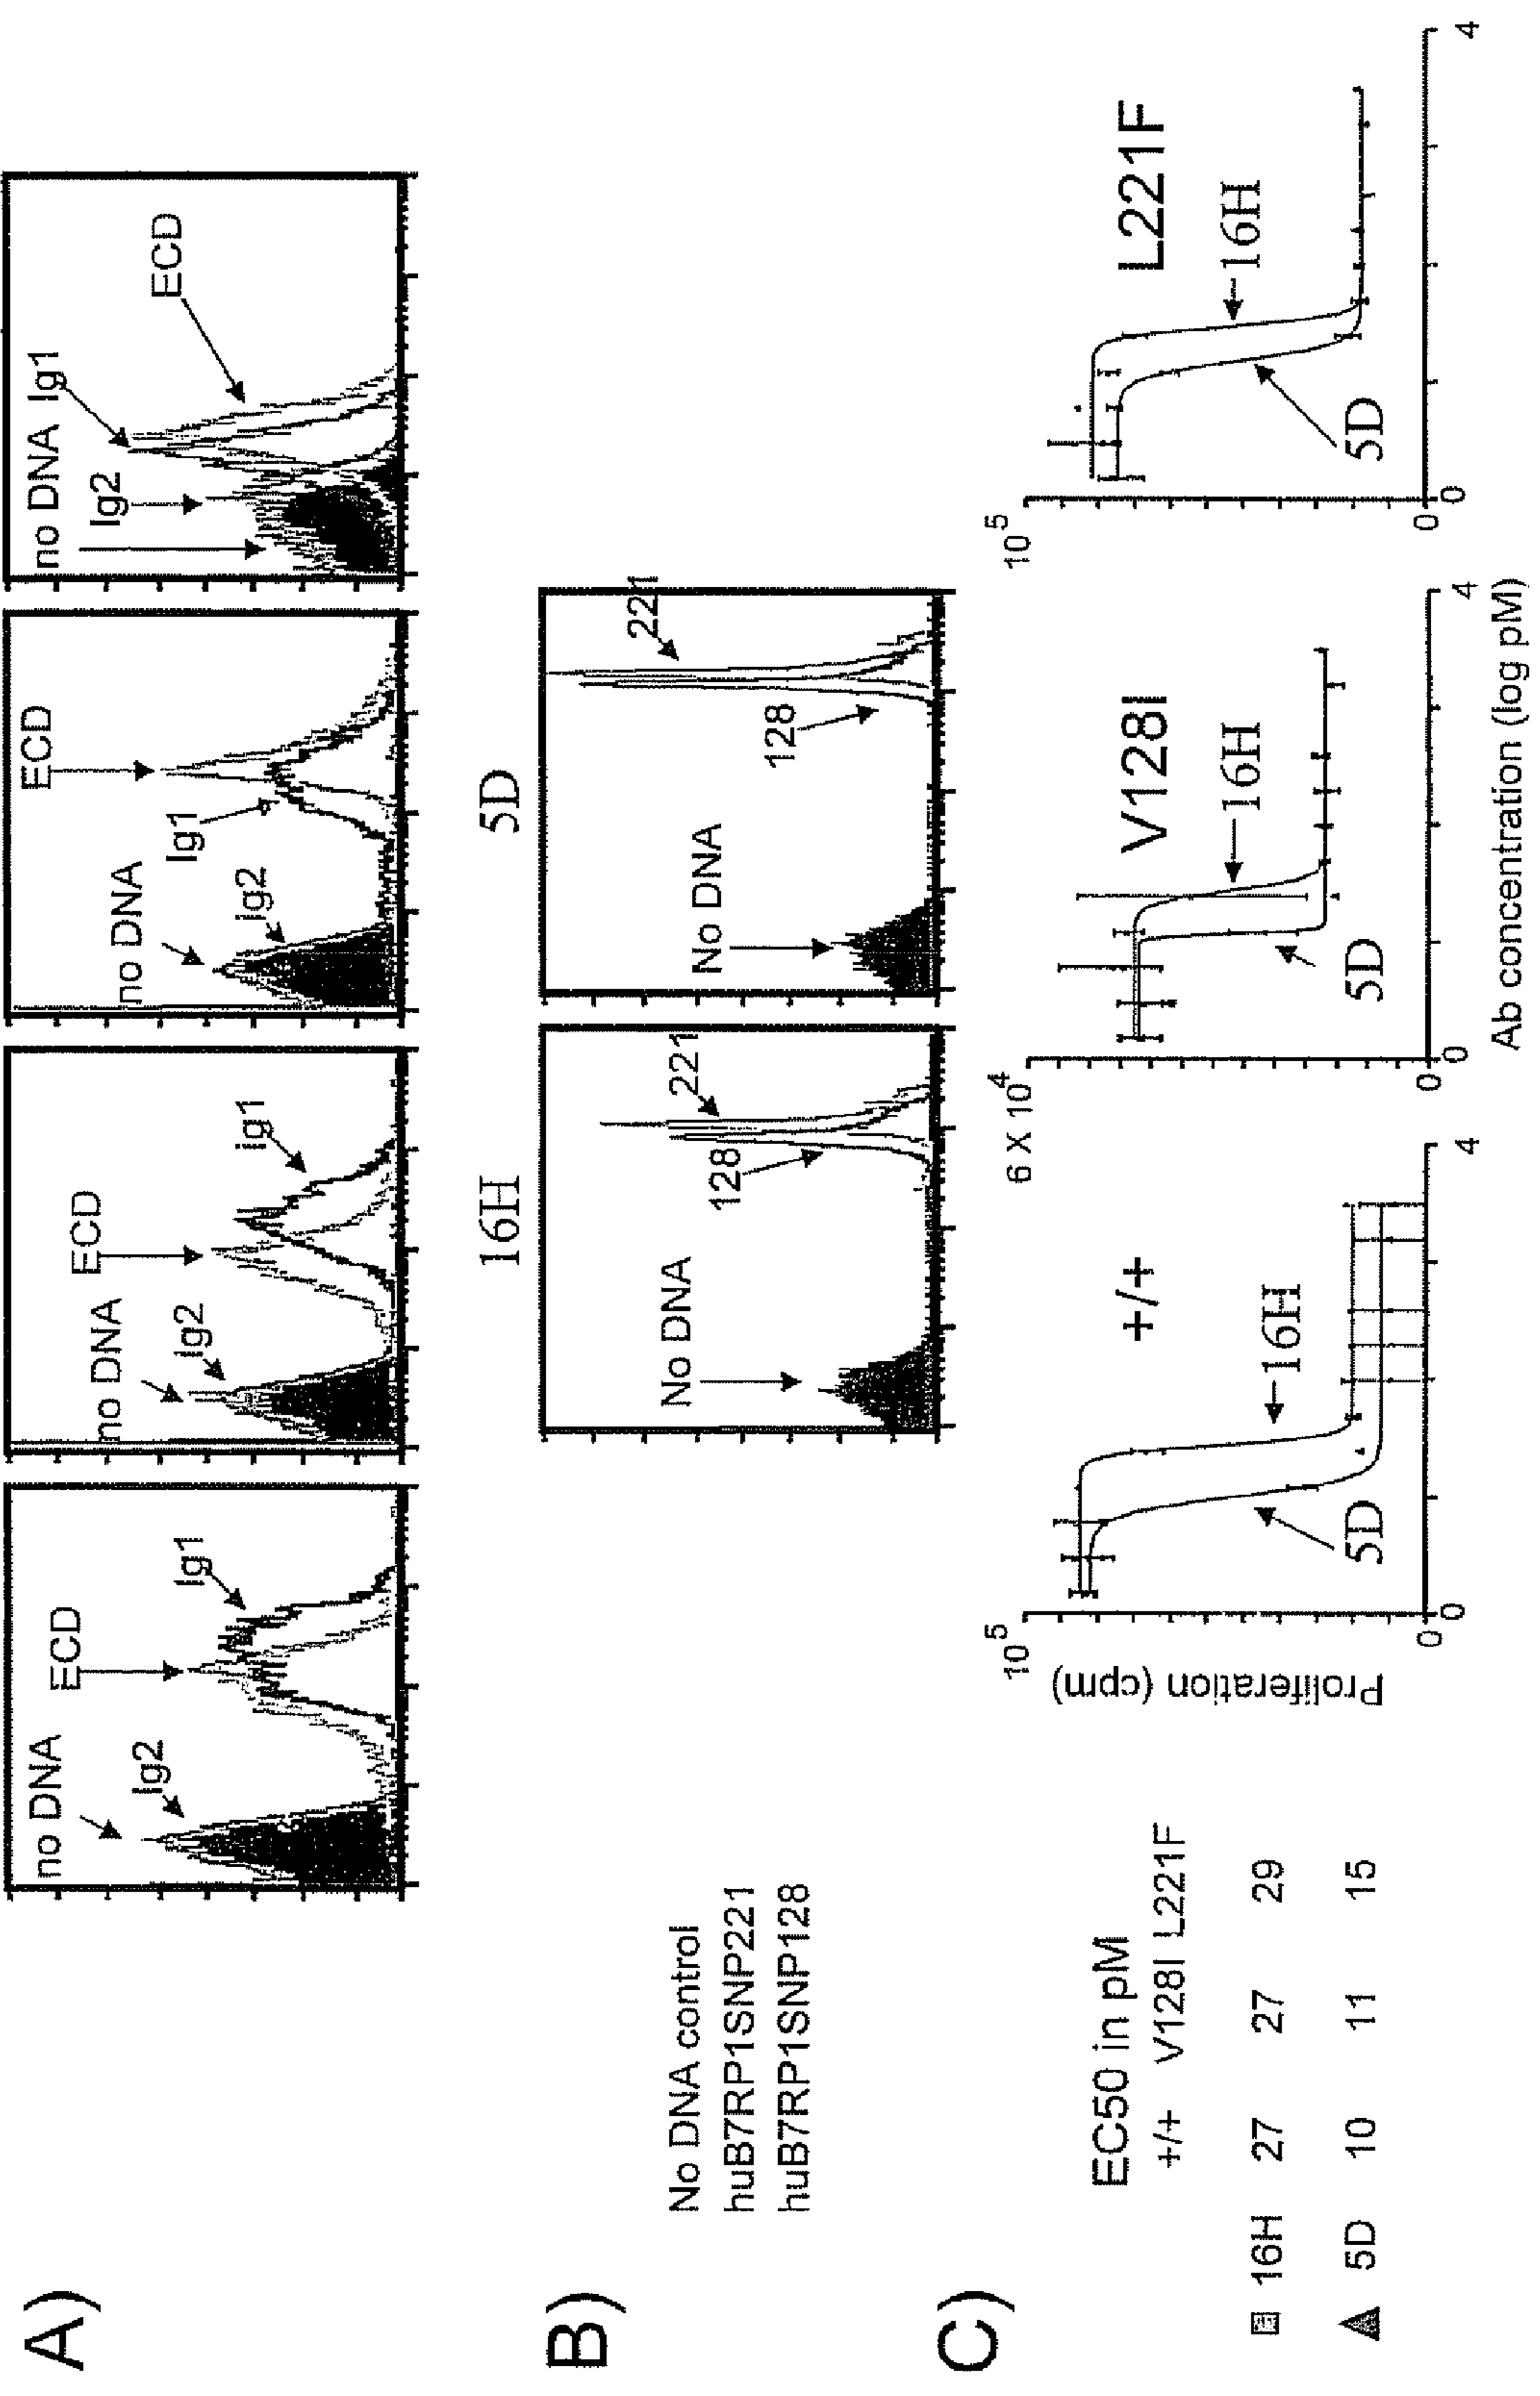 A)
no DNA
Ig2
ECD
Ig1
no DNA
Ig2
ECD
Ig1
no DNA
Ig2
Ig1
ECD
no DNA
Ig2
Ig1
ECD
B)
No DNA control
huB7RP1SNP221
huB7RP1SNP128
16H
No DNA
128
221
5D
No DNA
128
221
C)
EC50 in pM
+/+ V128I L221F
16H 27 27 29
5D 10 11 15
Proliferation (cpm)
10^5
0
0
4
+/+
16H
5D
6 X 10^4
0
0
4
V128I
16H
5D
10^5
0
0
4
L221F
16H
5D
Ab concentration (log pM)